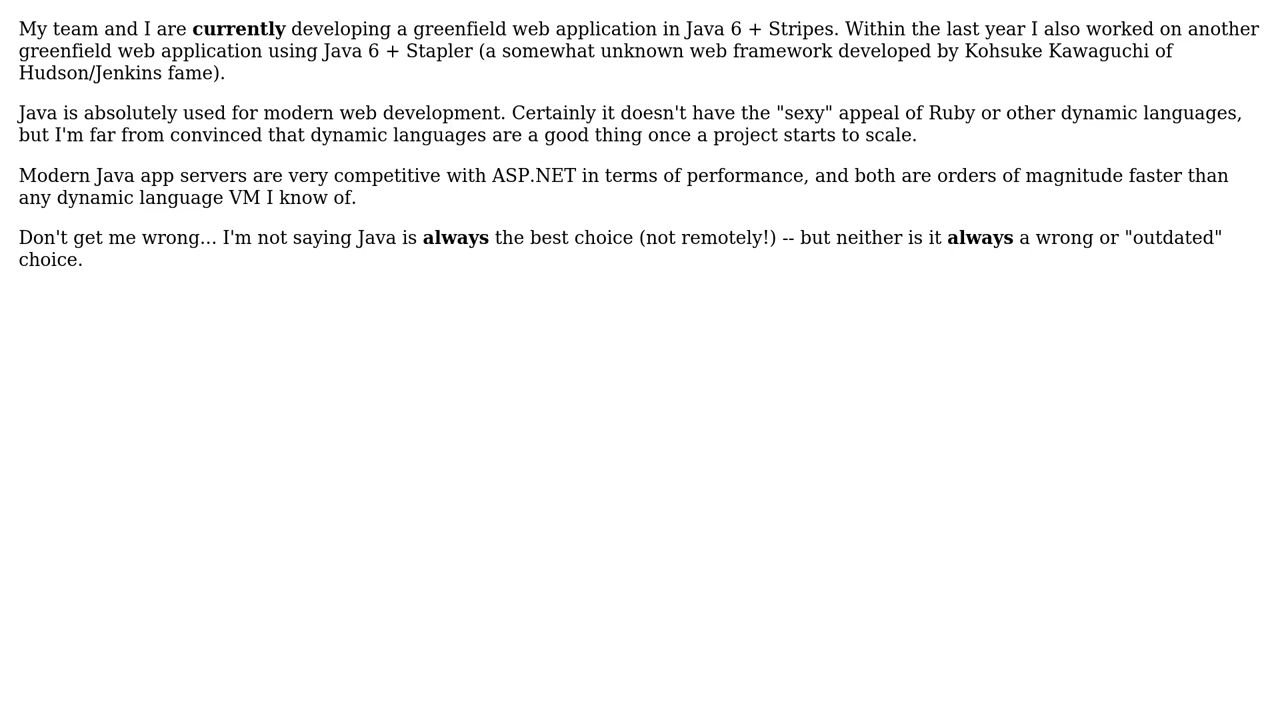 My team and I are currently developing a greenfield web application in Java 6 + Stripes. Within the last year I also worked on another
greenfield web application using Java 6 + Stapler (a somewhat unknown web framework developed by Kohsuke Kawaguchi of
Hudson/Jenkins fame).
Java is absolutely used for modern web development. Certainly it doesn't have the "sexy" appeal of Ruby or other dynamic languages,
but I'm far from convinced that dynamic languages are a good thing once a project starts to scale.
Modern Java app servers are very competitive with ASP.NET in terms of performance, and both are orders of magnitude faster than
any dynamic language VM I know of.
Don't get me wrong... I'm not saying Java is always the best choice (not remotely!) -- but neither is it always a wrong or "outdated"
choice.